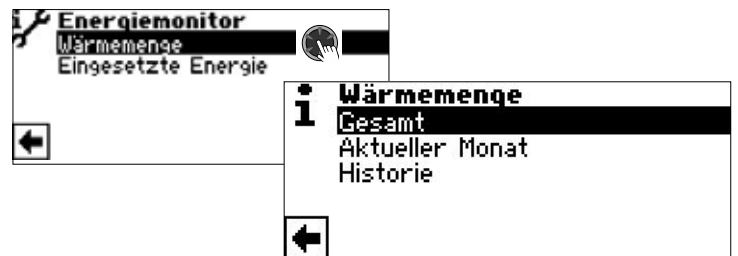 Energiemonitor
Wärmemenge
Eingesetzte Energie
i Wärmemenge
Gesamt
Aktueller Monat
Historie